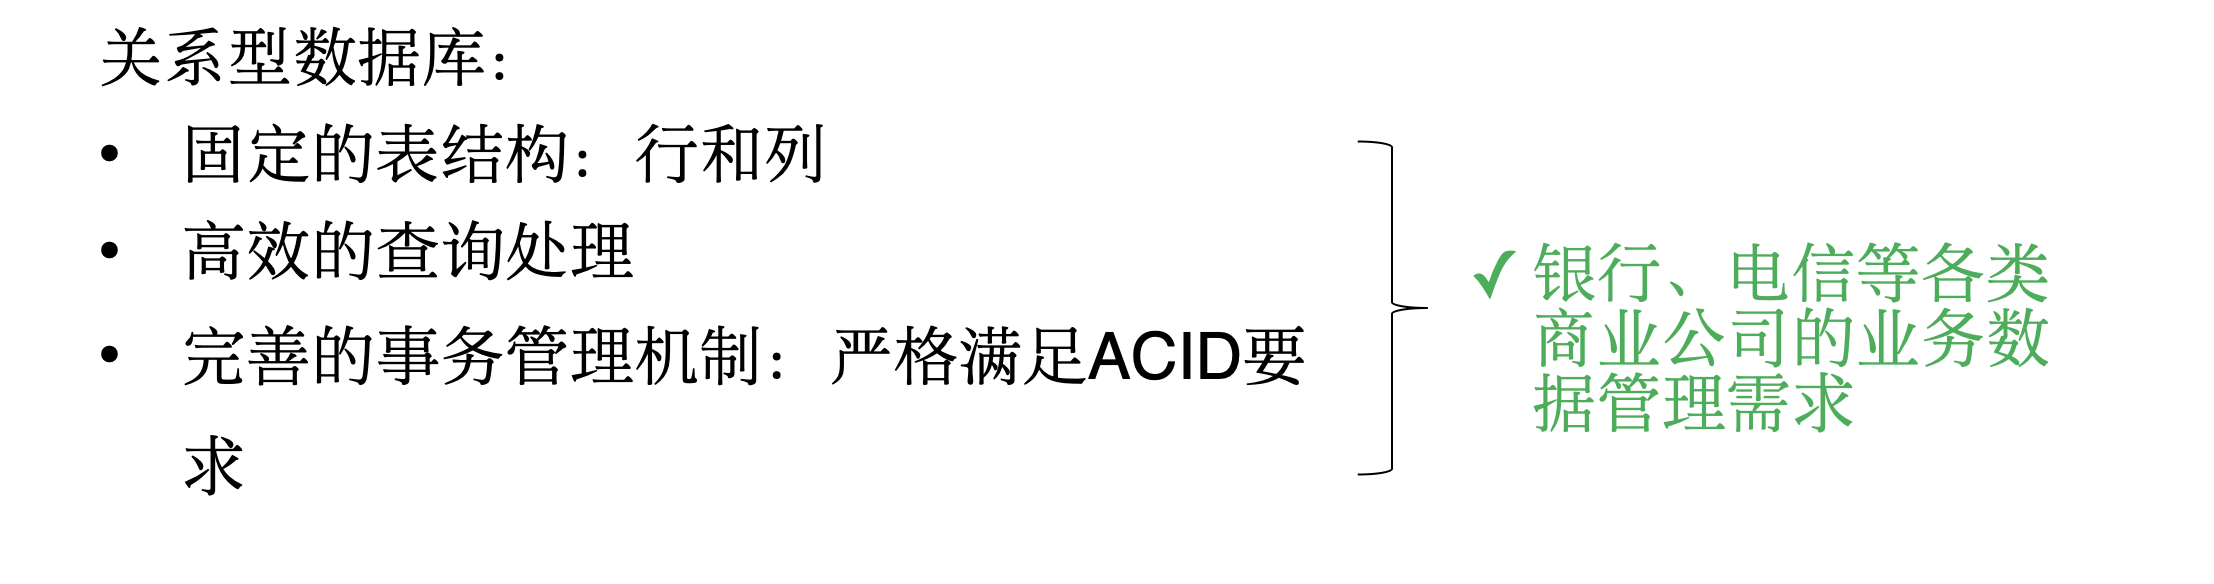 关系型数据库：
• 固定的表结构：行和列
• 高效的查询处理
• 完善的事务管理机制：严格满足ACID要
求
✓ 银行、电信等各类
商业公司的业务数
据管理需求